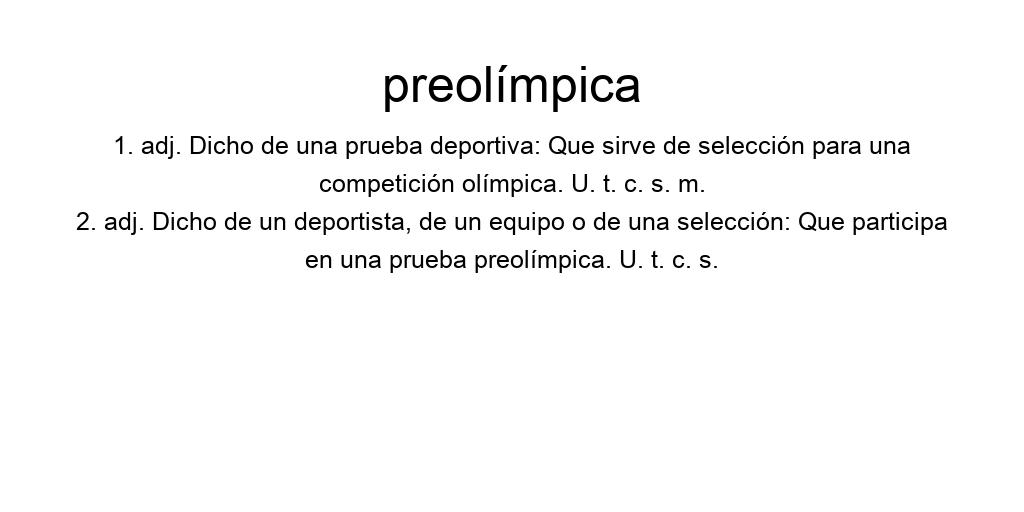 preolímpica
1. adj. Dicho de una prueba deportiva: Que sirve de selección para una
competición olímpica. U. t. c. s. m.
2. adj. Dicho de un deportista, de un equipo o de una selección: Que participa
en una prueba preolímpica. U. t. c. s.